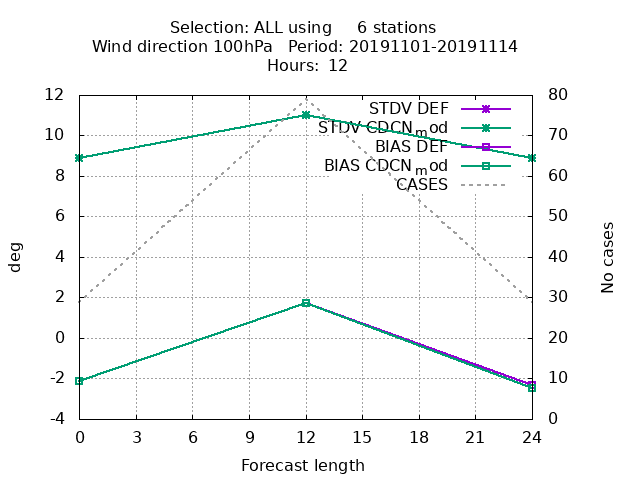 Selection: ALL using     6 stations
Wind direction 100hPa   Period: 20191101-20191114
Hours:  12
12 80
STDV DEF
10 STDV CDCN_mod 70
BIAS DEF
8 BIAS CDCN_mod 60
CASES
6 50
4 40
deg No cases
2 30
0 20
-2 10
-4 0
0 3 6 9 12 15 18 21 24
Forecast length